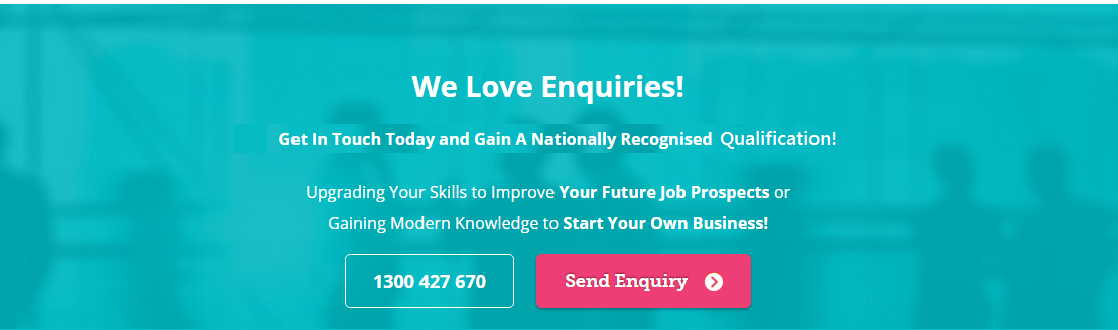 We Love Enquiries!
Get In Touch Today and Gain A Nationally Recognised Qualification!
Upgrading Your Skills to Improve Your Future Job Prospects or
Gaining Modern Knowledge to Start Your Own Business!
1300 427 670
Send Enquiry